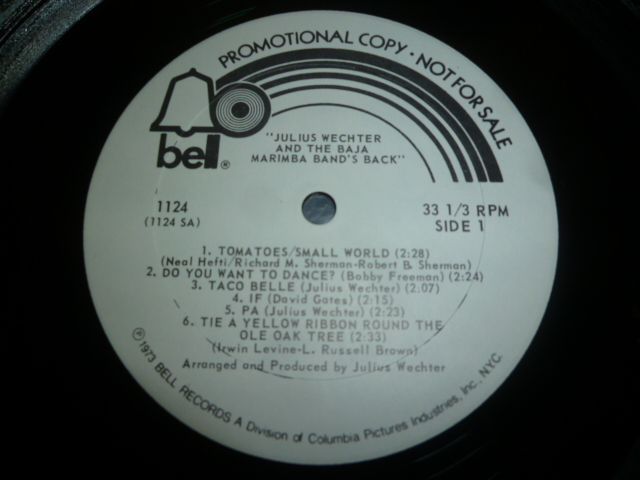 PROMOTIONAL COPY • NOT FOR SALE
bell®
"JULIUS WECHTER
AND THE BAJA
MARIMBA BAND'S BACK"
1124
(1124 SA)
33 1/3 RPM
SIDE 1
1. TOMATOES/SMALL WORLD (2:28)
(Neal Hefti/Richard M. Sherman-Robert B. Sherman)
2. DO YOU WANT TO DANCE? (Bobby Freeman) (2:24)
3. TACO BELLE (Julius Wechter) (2:07)
4. IF (David Gates) (2:15)
5. PA (Julius Wechter) (2:23)
6. TIE A YELLOW RIBBON ROUND THE
OLE OAK TREE (2:33)
(Irwin Levine-L. Russell Brown)
Arranged and Produced by Julius Wechter
℗ 1973 BELL RECORDS A Division of Columbia Pictures Industries, Inc., N.Y.C.